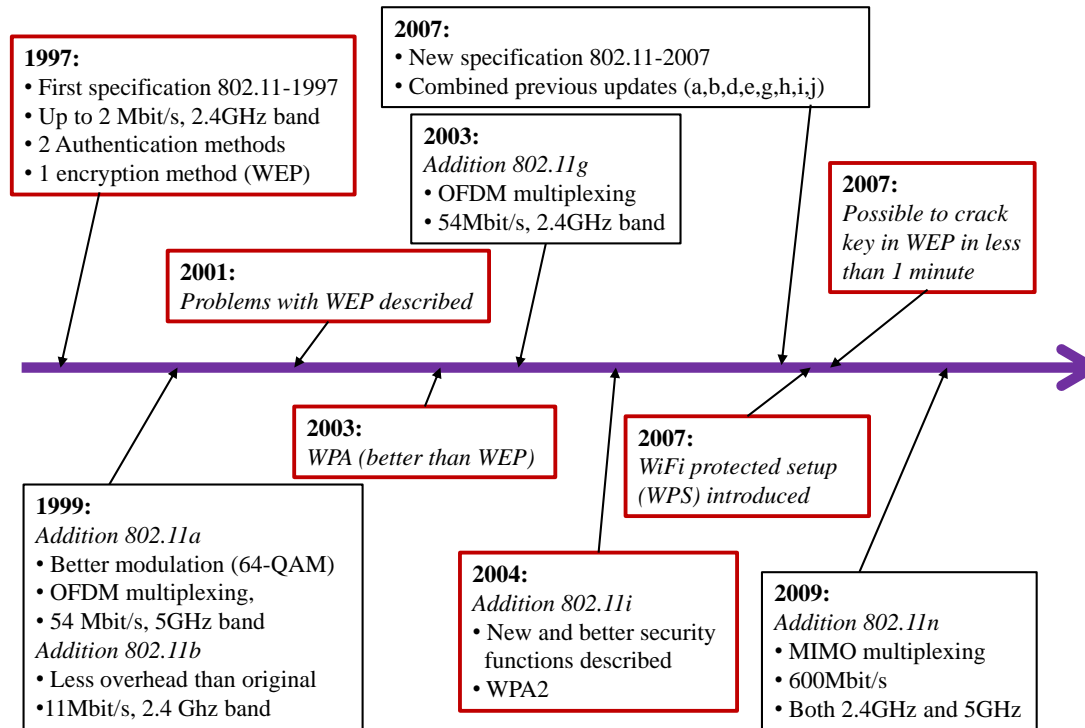 1997:
• First specification 802.11-1997
• Up to 2 Mbit/s, 2.4GHz band
• 2 Authentication methods
• 1 encryption method (WEP)
2007:
• New specification 802.11-2007
• Combined previous updates (a,b,d,e,g,h,i,j)
2003:
Addition 802.11g
• OFDM multiplexing
• 54Mbit/s, 2.4GHz band
2007:
Possible to crack
key in WEP in less
than 1 minute
2001:
Problems with WEP described
2003:
WPA (better than WEP)
2007:
WiFi protected setup
(WPS) introduced
1999:
Addition 802.11a
• Better modulation (64-QAM)
• OFDM multiplexing,
• 54 Mbit/s, 5GHz band
Addition 802.11b
• Less overhead than original
•11Mbit/s, 2.4 Ghz band
2004:
Addition 802.11i
• New and better security
functions described
• WPA2
2009:
Addition 802.11n
• MIMO multiplexing
• 600Mbit/s
• Both 2.4GHz and 5GHz